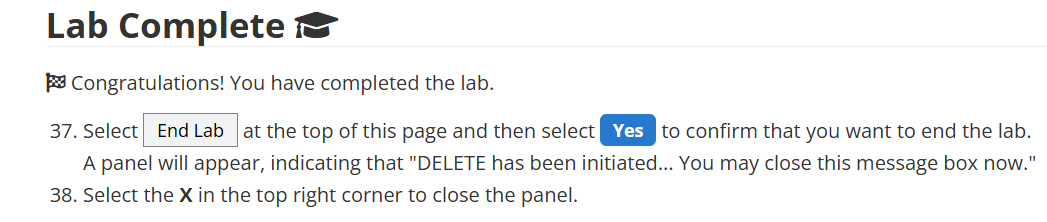 Lab Complete
Congratulations! You have completed the lab.
37. Select End Lab at the top of this page and then select Yes to confirm that you want to end the lab.
A panel will appear, indicating that "DELETE has been initiated... You may close this message box now."
38. Select the X in the top right corner to close the panel.